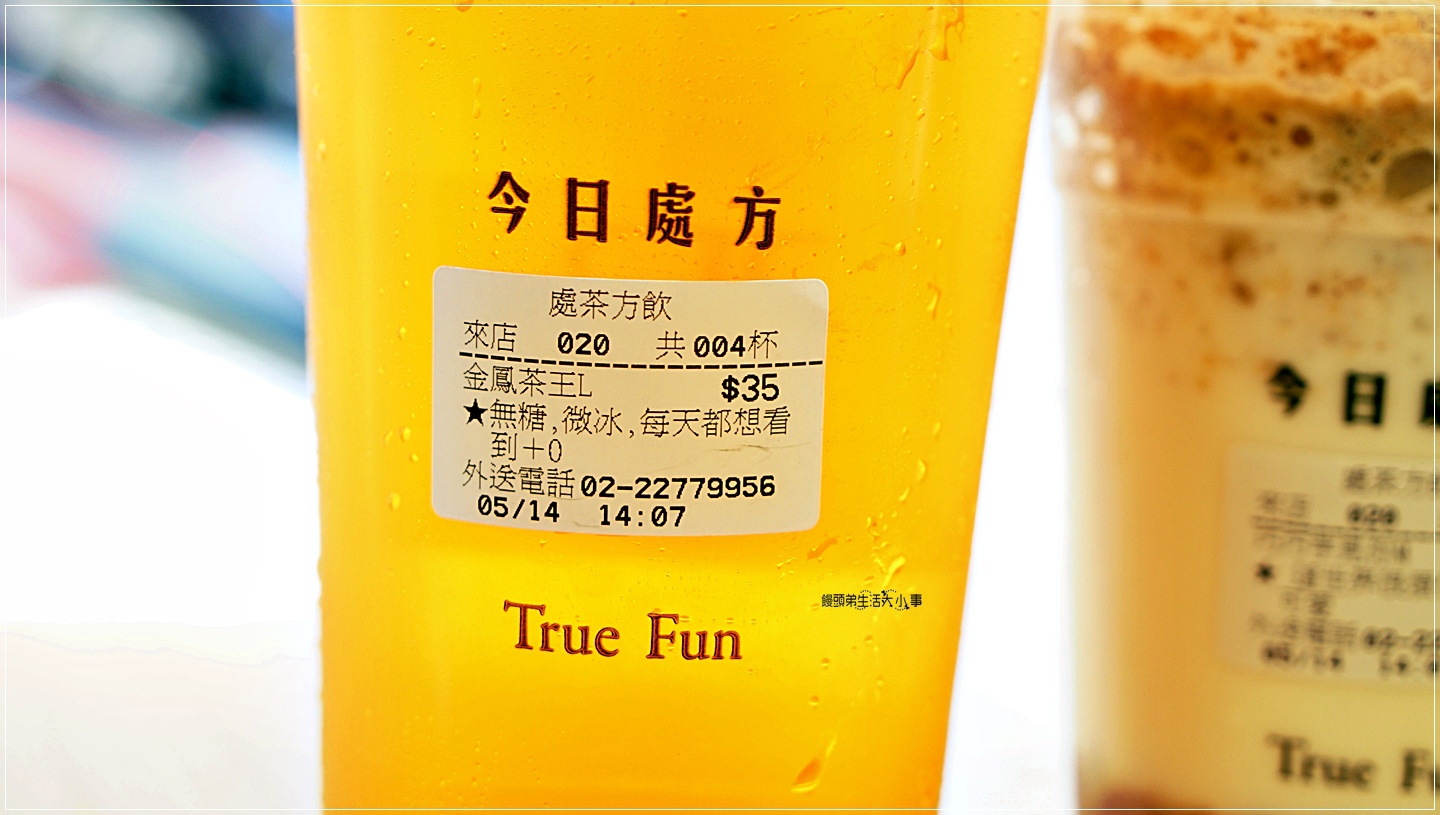 今日處方
處茶方飲
來店 020 共004杯
金鳳茶王L $35
★無糖,微冰,每天都想看
到+0
外送電話02-22779956
05/14 14:07
True Fun
饅頭弟生活大小事
今日
處茶方
來店 020
05/14
True